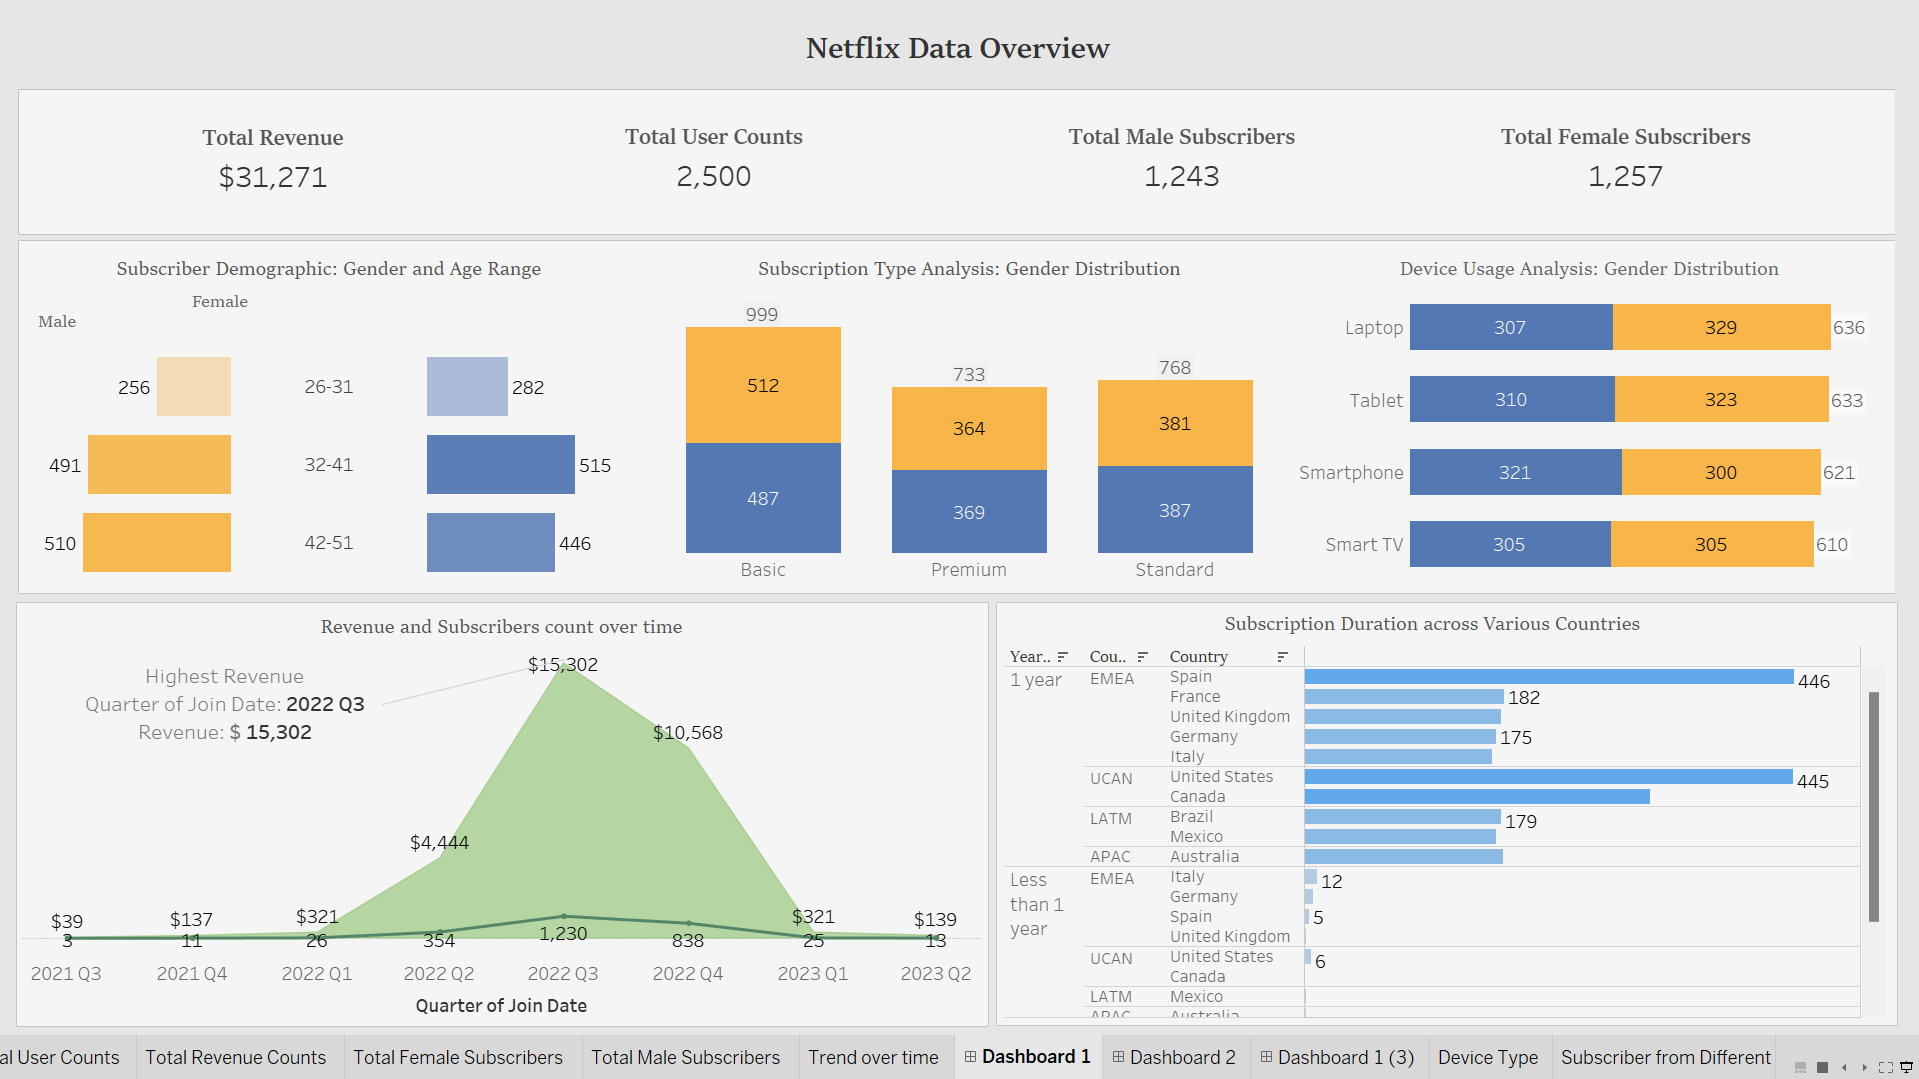 Netflix Data Overview
Total Revenue
$31,271
Total User Counts
2,500
Total Male Subscribers
1,243
Total Female Subscribers
1,257
Subscriber Demographic: Gender and Age Range
Female
Male
256 26-31 282
491 32-41 515
510 42-51 446
Subscription Type Analysis: Gender Distribution
999
733
768
512
364
381
487
369
387
Basic Premium Standard
Device Usage Analysis: Gender Distribution
Laptop 307 329 636
Tablet 310 323 633
Smartphone 321 300 621
Smart TV 305 305 610
Revenue and Subscribers count over time
Highest Revenue
Quarter of Join Date: 2022 Q3
Revenue: $ 15,302
$15,302
$10,568
$4,444
$39 $137 $321 $321 $139
3 11 26 354 1,230 838 25 13
2021 Q3 2021 Q4 2022 Q1 2022 Q2 2022 Q3 2022 Q4 2023 Q1 2023 Q2
Quarter of Join Date
Subscription Duration across Various Countries
Year.. Cou.. Country
1 year EMEA Spain 446
France 182
United Kingdom
Germany 175
Italy
UCAN United States 445
Canada
LATM Brazil 179
Mexico
APAC Australia
Less than 1 year EMEA Italy 12
Germany
Spain 5
United Kingdom
UCAN United States 6
Canada
LATM Mexico
APAC Australia
al User Counts Total Revenue Counts Total Female Subscribers Total Male Subscribers Trend over time Dashboard 1 Dashboard 2 Dashboard 1 (3) Device Type Subscriber from Different